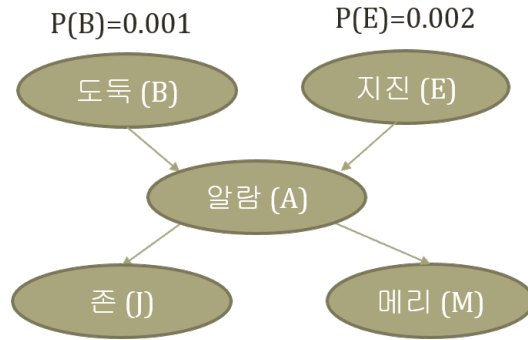 P(B)=0.001
P(E)=0.002
도둑 (B)
지진 (E)
알람 (A)
존 (J)
메리 (M)